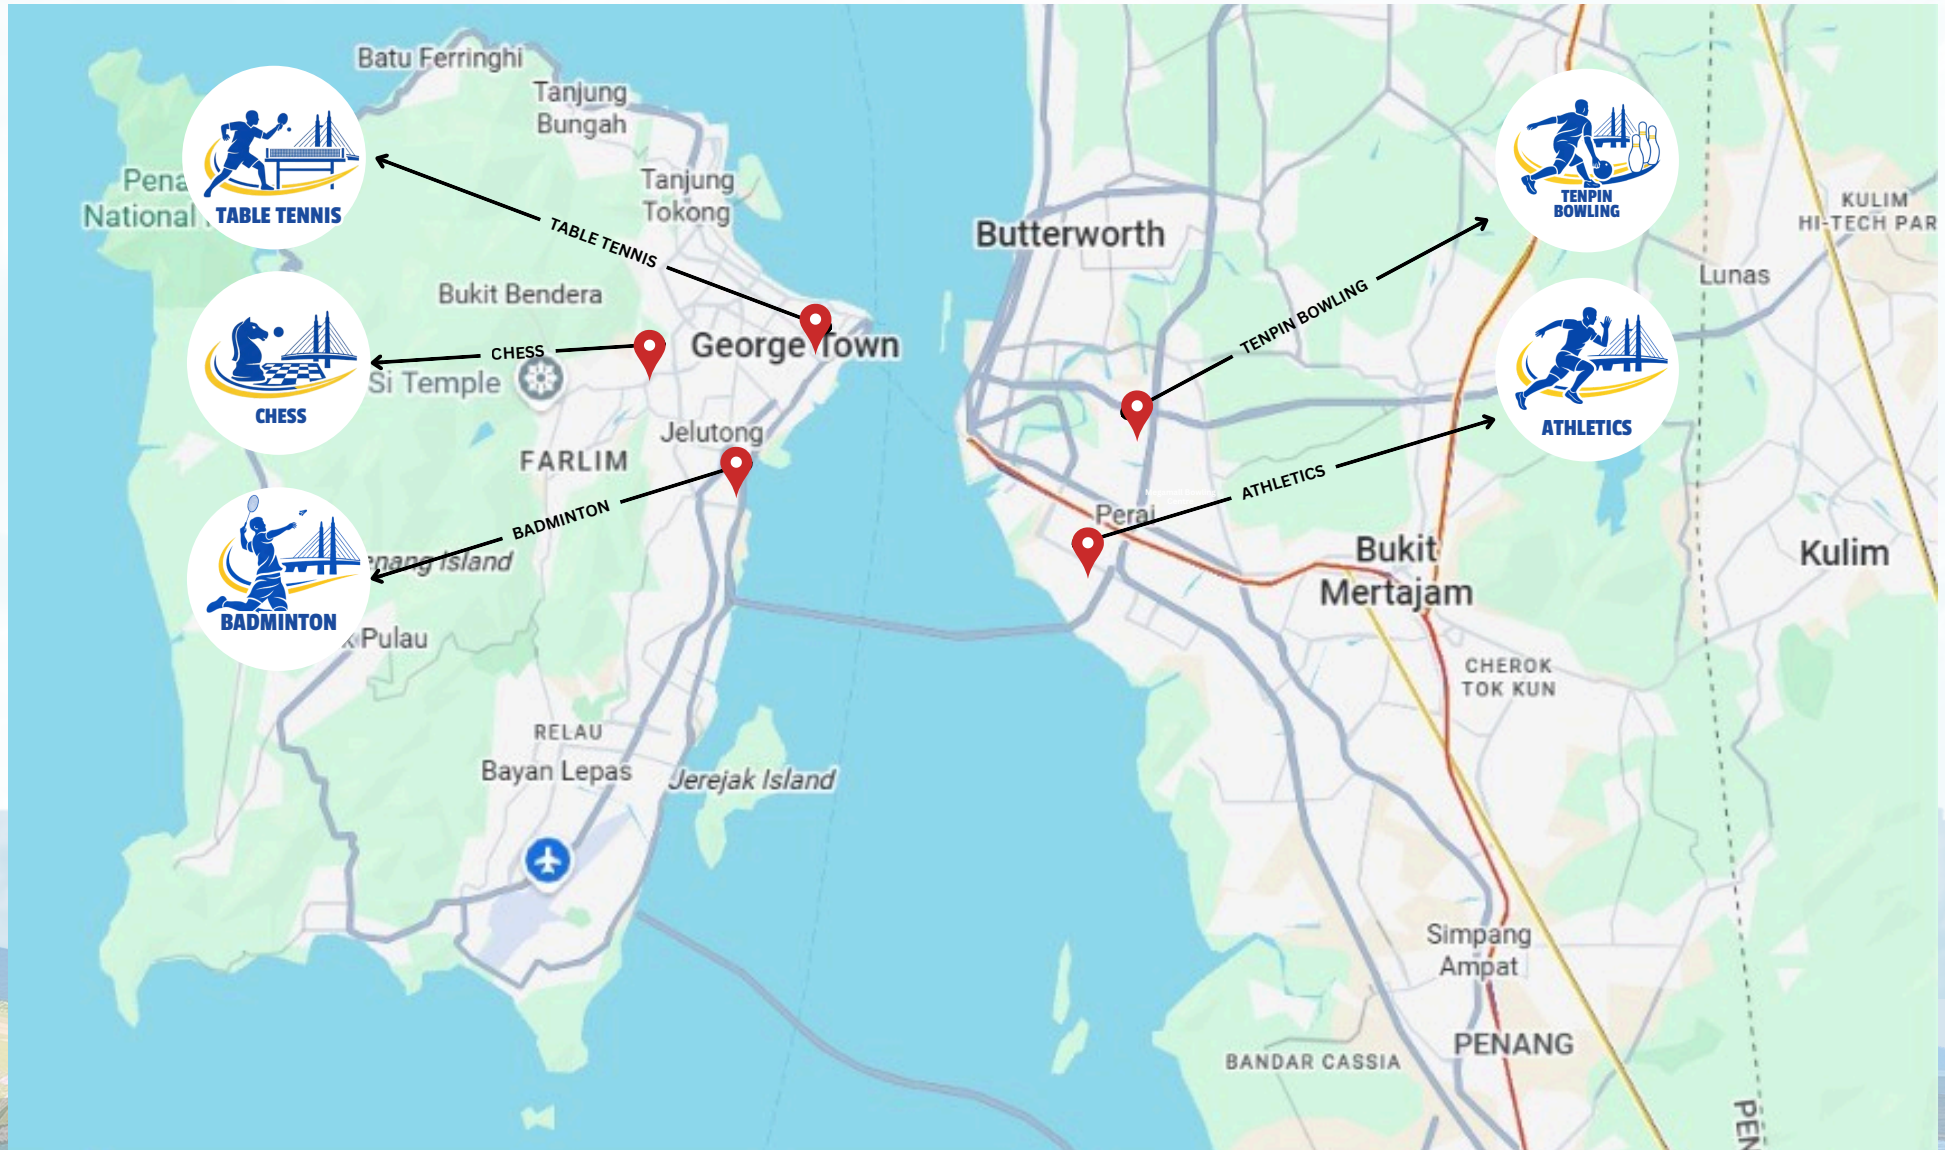 Batu Ferringhi
Tanjung
Bungah
Tanjung
Tokong
Pena
National
TABLE TENNIS
TABLE TENNIS
Bukit Bendera
George Town
CHESS
Si Temple
CHESS
Jelutong
FARLIM
BADMINTON
enang Island
BADMINTON
k Pulau
RELAU
Bayan Lepas
Jerejak Island
Butterworth
TENPIN
BOWLING
TENPIN BOWLING
KULIM
HI-TECH PAR
Lunas
ATHLETICS
ATHLETICS
Perai
Bukit
Mertajam
Kulim
CHEROK
TOK KUN
Simpang
Ampat
PENANG
BANDAR CASSIA
PEN